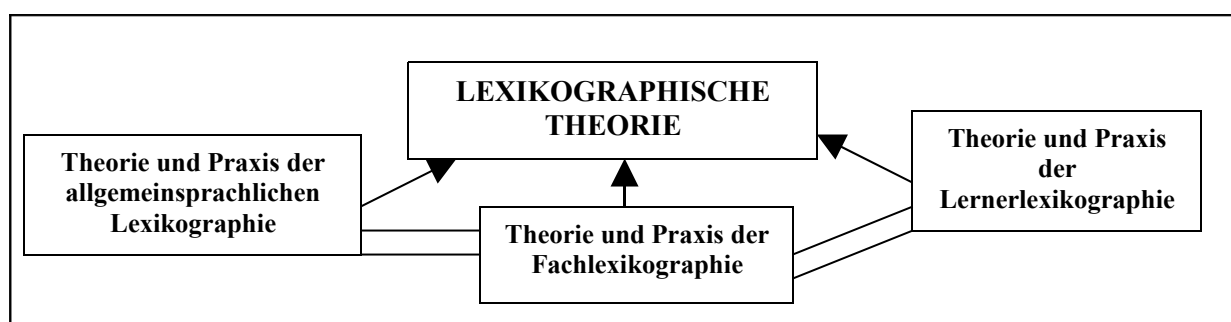 LEXIKOGRAPHISCHE
THEORIE
Theorie und Praxis der
allgemeinsprachlichen
Lexikographie
Theorie und Praxis der
Fachlexikographie
Theorie und Praxis
der
Lernerlexikographie